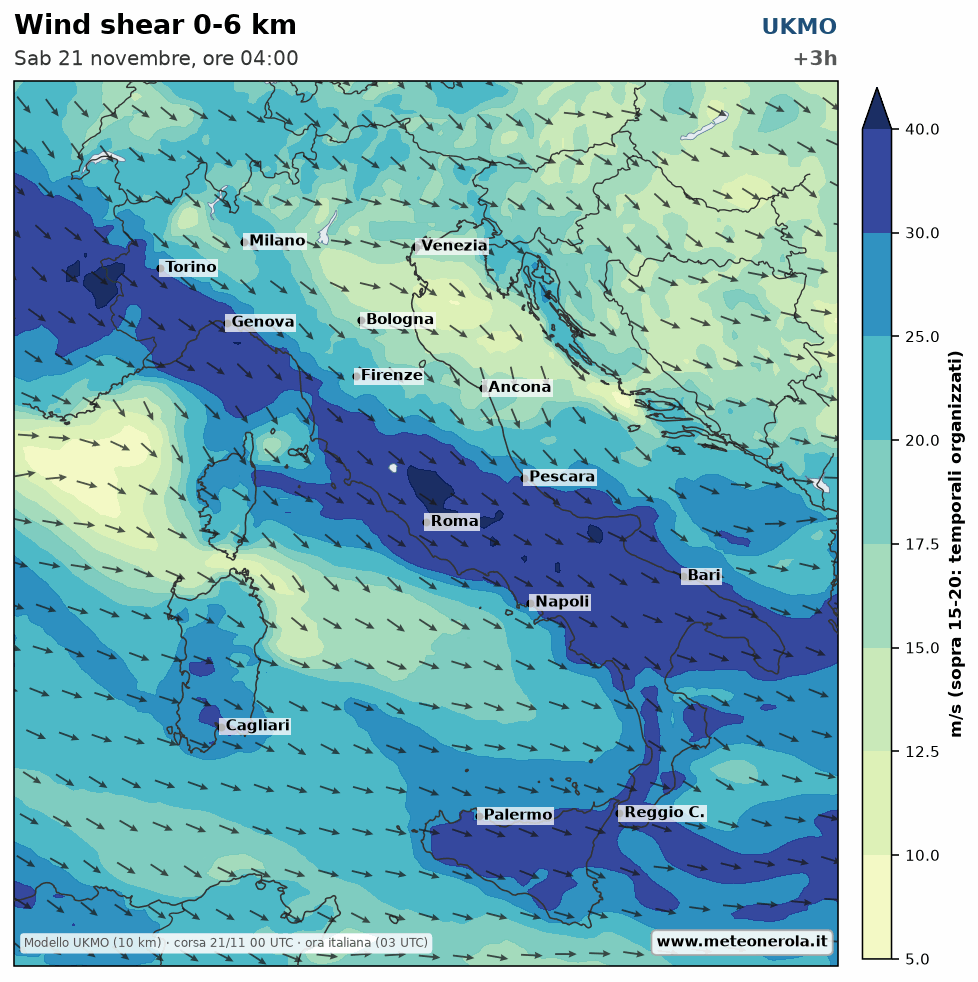 Wind shear 0-6 km
UKMO
Sab 21 novembre, ore 04:00
+3h
40.0
30.0
25.0
20.0
17.5
15.0
12.5
10.0
5.0
m/s (sopra 15-20: temporali organizzati)
Milano
Venezia
Torino
Genova
Bologna
Firenze
Ancona
Pescara
Roma
Bari
Napoli
Cagliari
Palermo
Reggio C.
Modello UKMO (10 km) · corsa 21/11 00 UTC · ora italiana (03 UTC)
www.meteonerola.it